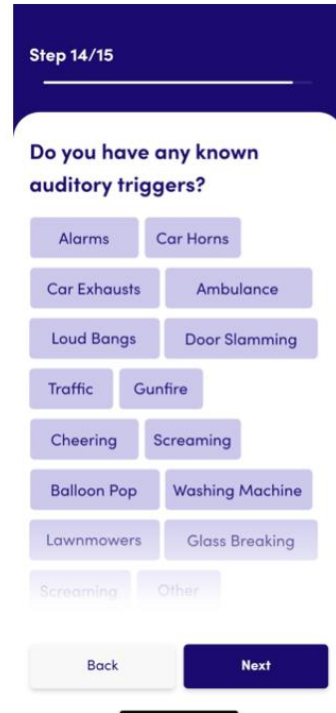 Step 14/15
Do you have any known
auditory triggers?
Alarms Car Horns
Car Exhausts Ambulance
Loud Bangs Door Slamming
Traffic Gunfire
Cheering Screaming
Balloon Pop Washing Machine
Lawnmowers Glass Breaking
Screaming Other
Back Next